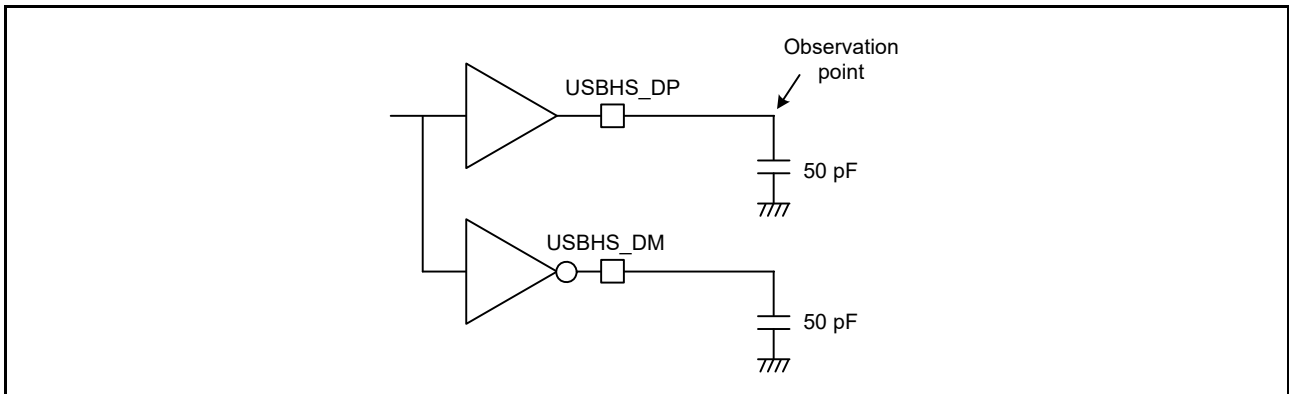 Observation
point
USBHS_DP
50 pF
USBHS_DM
50 pF